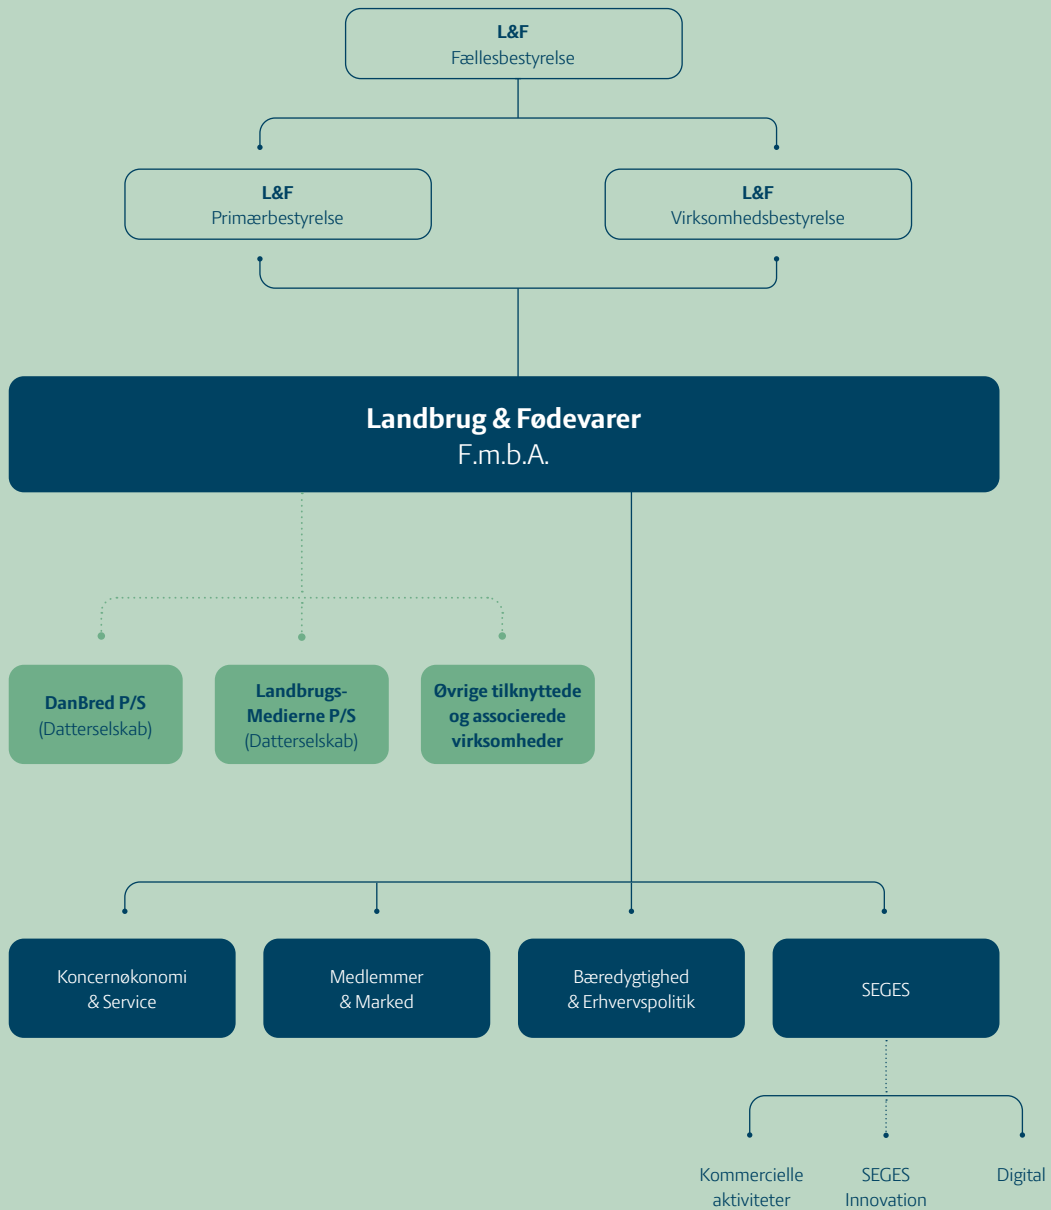 L&F
Fællesbestyrelse
L&F
Primærbestyrelse
L&F
Virksomhedsbestyrelse
Landbrug & Fødevarer
F.m.b.A.
DanBred P/S
(Datterselskab)
Landbrugs-
Medierne P/S
(Datterselskab)
Øvrige tilknyttede
og associerede
virksomheder
Koncernøkonomi
& Service
Medlemmer
& Marked
Bæredygtighed
& Erhvervspolitik
SEGES
Kommercielle
aktiviteter
SEGES
Innovation
Digital